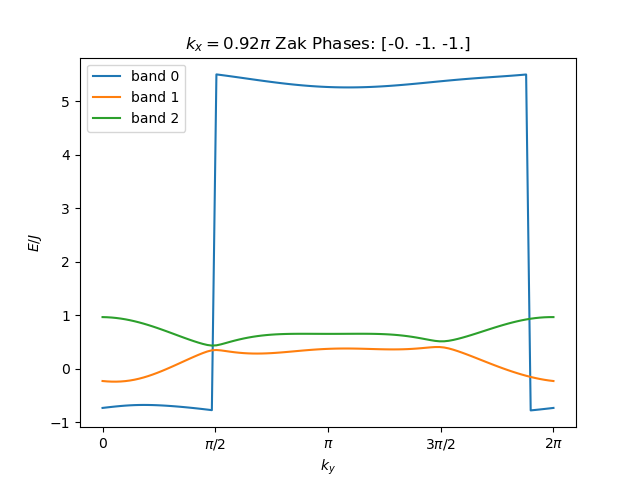 k_x = 0.92π Zak Phases: [-0. -1. -1.]
band 0
band 1
band 2
E/J
5
4
3
2
1
0
−1
0 π/2 π 3π/2 2π
k_y